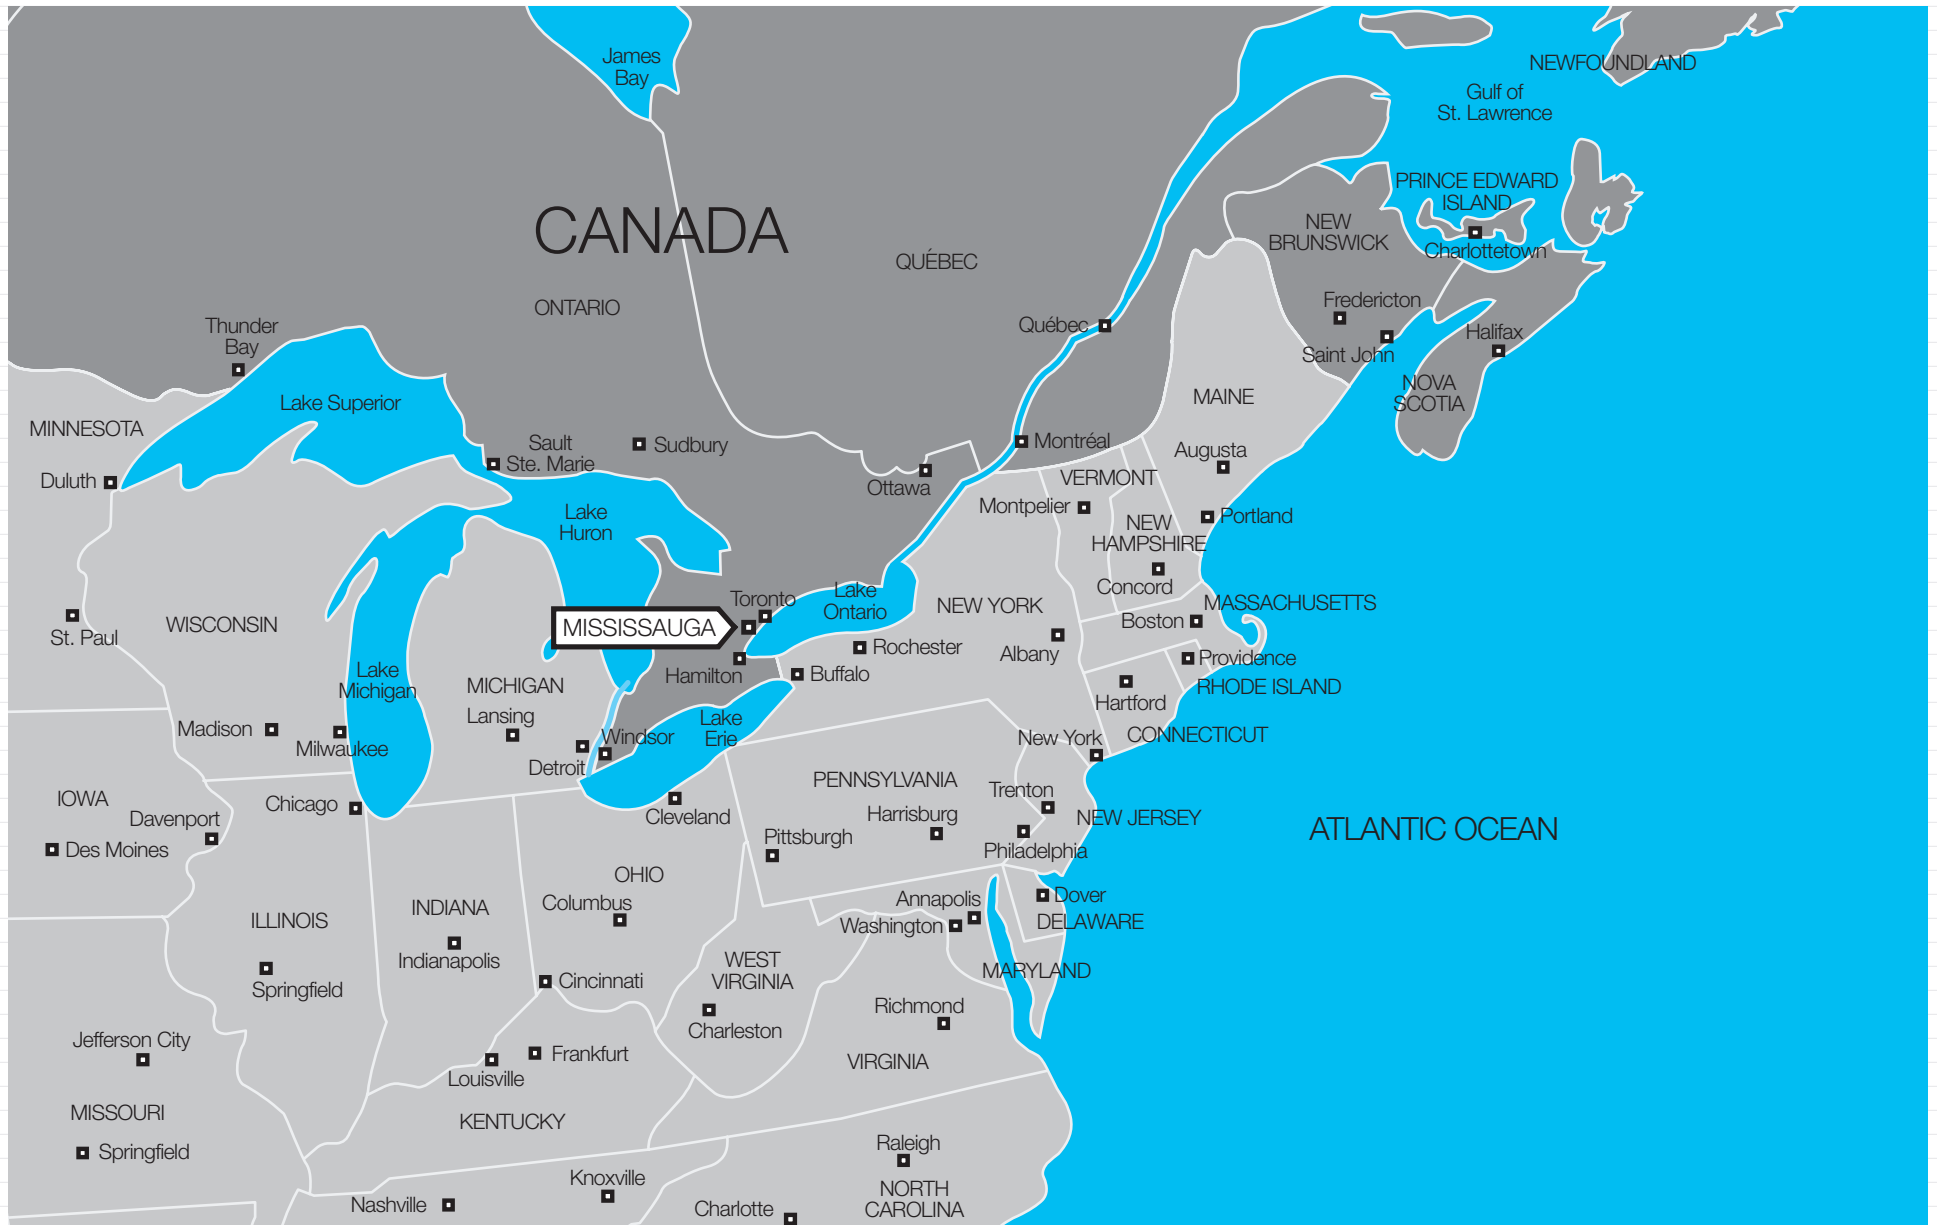 James
Bay
NEWFOUNDLAND
Gulf of
St. Lawrence
PRINCE EDWARD
ISLAND
Charlottetown
CANADA
NEW
BRUNSWICK
QUÉBEC
ONTARIO
Fredericton
Thunder
Bay
Québec
Halifax
Saint John
NOVA
SCOTIA
MAINE
Lake Superior
MINNESOTA
Sault
Ste. Marie
Sudbury
Montréal
Augusta
Duluth
Ottawa
VERMONT
Montpelier
Lake
Huron
Portland
NEW
HAMPSHIRE
Concord
Toronto
Lake
Ontario
NEW YORK
MASSACHUSETTS
WISCONSIN
MISSISSAUGA
Boston
St. Paul
Rochester
Albany
Lake
Michigan
Hamilton
Buffalo
Providence
MICHIGAN
RHODE ISLAND
Hartford
Lansing
Lake
Erie
Madison
Milwaukee
Windsor
New York
CONNECTICUT
Detroit
PENNSYLVANIA
Trenton
IOWA
Davenport
Chicago
Cleveland
Harrisburg
NEW JERSEY
ATLANTIC OCEAN
Pittsburgh
Des Moines
Philadelphia
OHIO
Columbus
Annapolis
Dover
INDIANA
ILLINOIS
Washington
DELAWARE
Indianapolis
WEST
VIRGINIA
MARYLAND
Cincinnati
Springfield
Richmond
Charleston
Jefferson City
Frankfurt
VIRGINIA
Louisville
MISSOURI
KENTUCKY
Springfield
Raleigh
Knoxville
NORTH
CAROLINA
Nashville
Charlotte